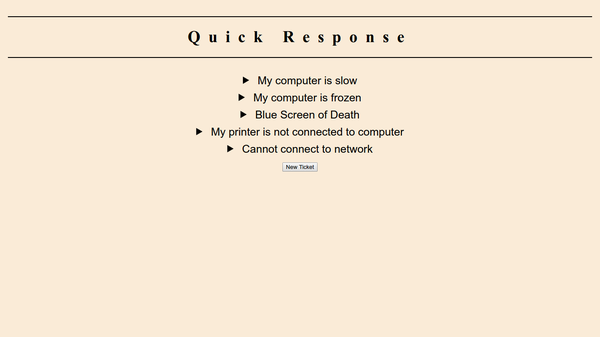 Quick Response
My computer is slow
My computer is frozen
Blue Screen of Death
My printer is not connected to computer
Cannot connect to network
New Ticket